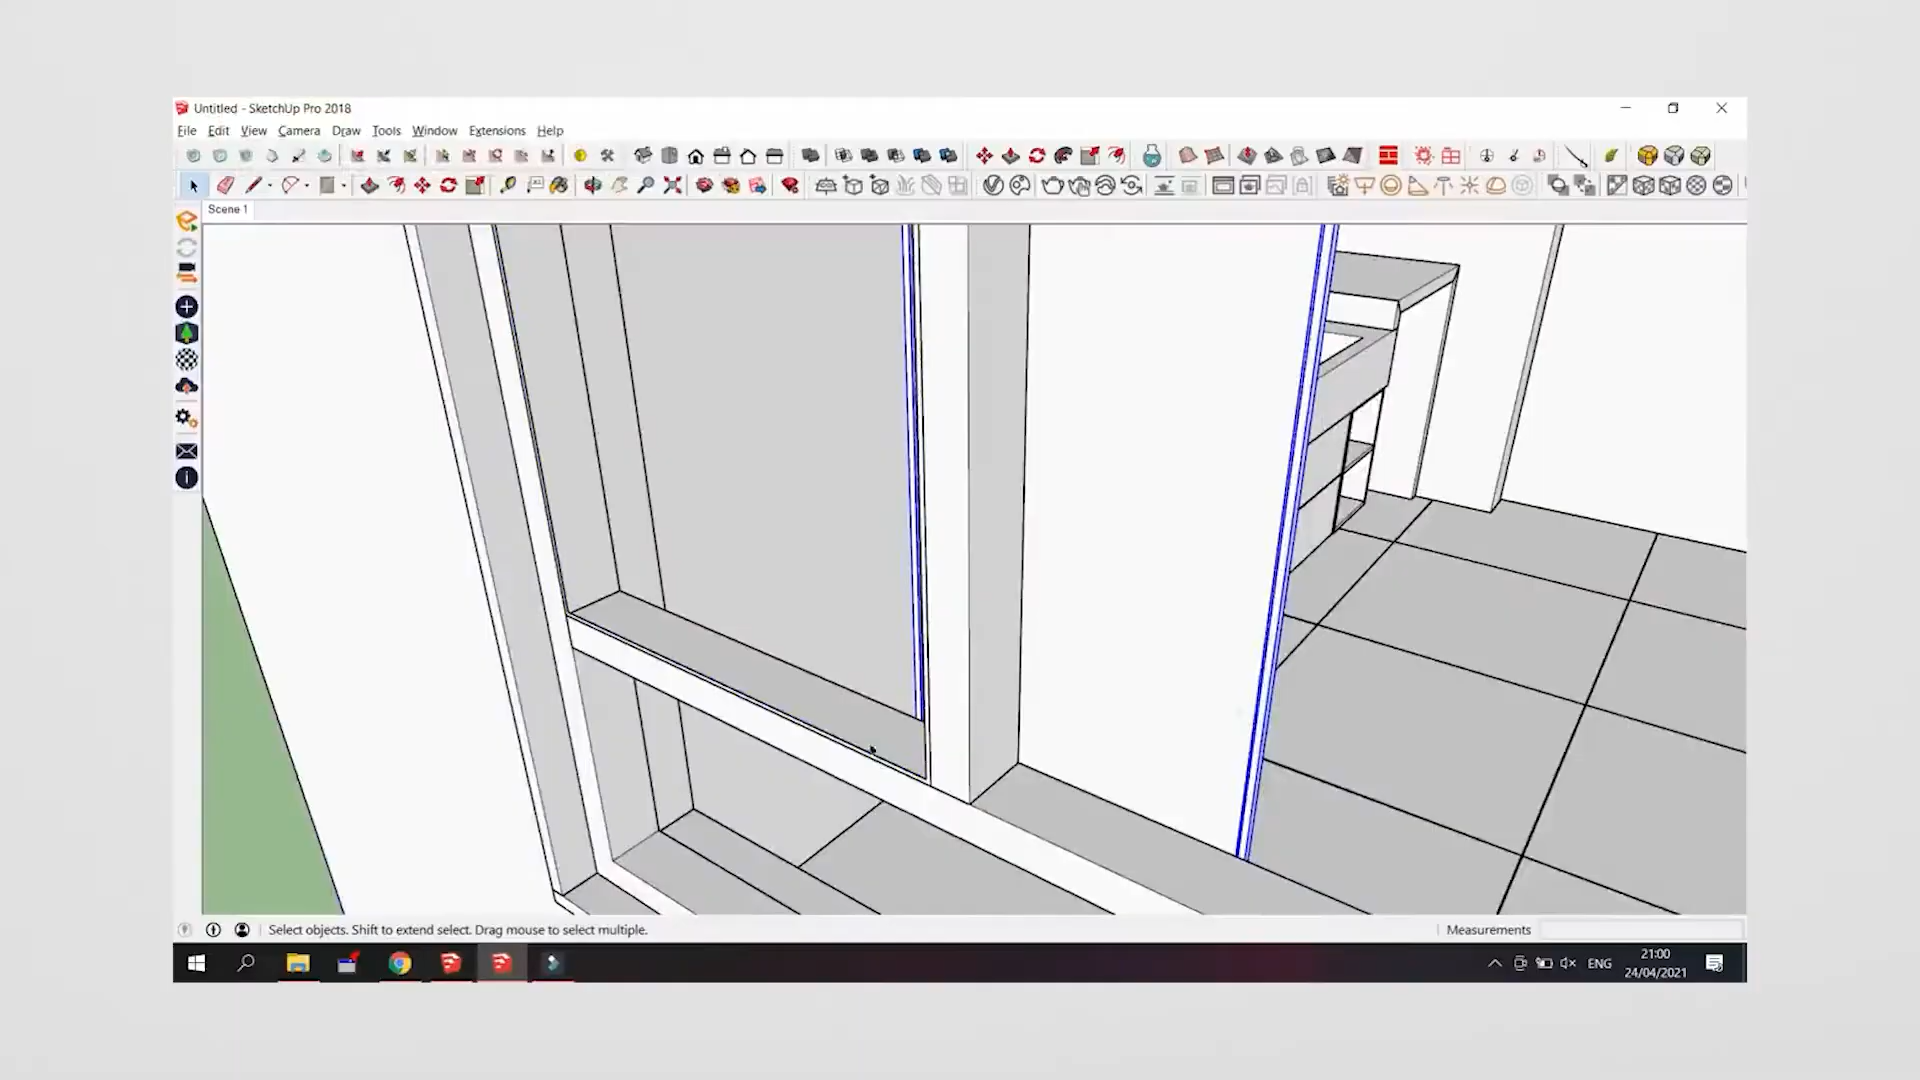 Untitled - SketchUp Pro 2018
File Edit View Camera Draw Tools Window Extensions Help
Scene 1
Select objects. Shift to extend select. Drag mouse to select multiple.
Measurements
ENG
21:00
24/04/2021